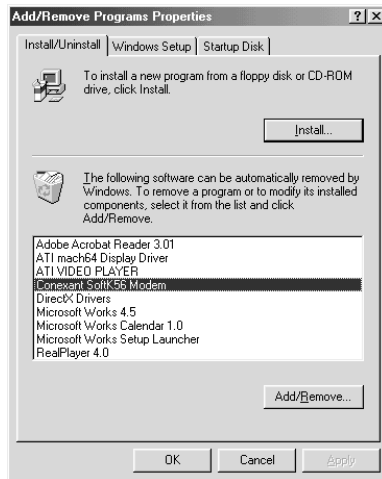 Add/Remove Programs Properties
Install/Uninstall Windows Setup Startup Disk
To install a new program from a floppy disk or CD-ROM
drive, click Install.
Install...
The following software can be automatically removed by
Windows. To remove a program or to modify its installed
components, select it from the list and click
Add/Remove.
Adobe Acrobat Reader 3.01
ATI mach64 Display Driver
ATI VIDEO PLAYER
Conexant SoftK56 Modem
DirectX Drivers
Microsoft Works 4.5
Microsoft Works Calendar 1.0
Microsoft Works Setup Launcher
RealPlayer 4.0
Add/Remove...
OK Cancel Apply